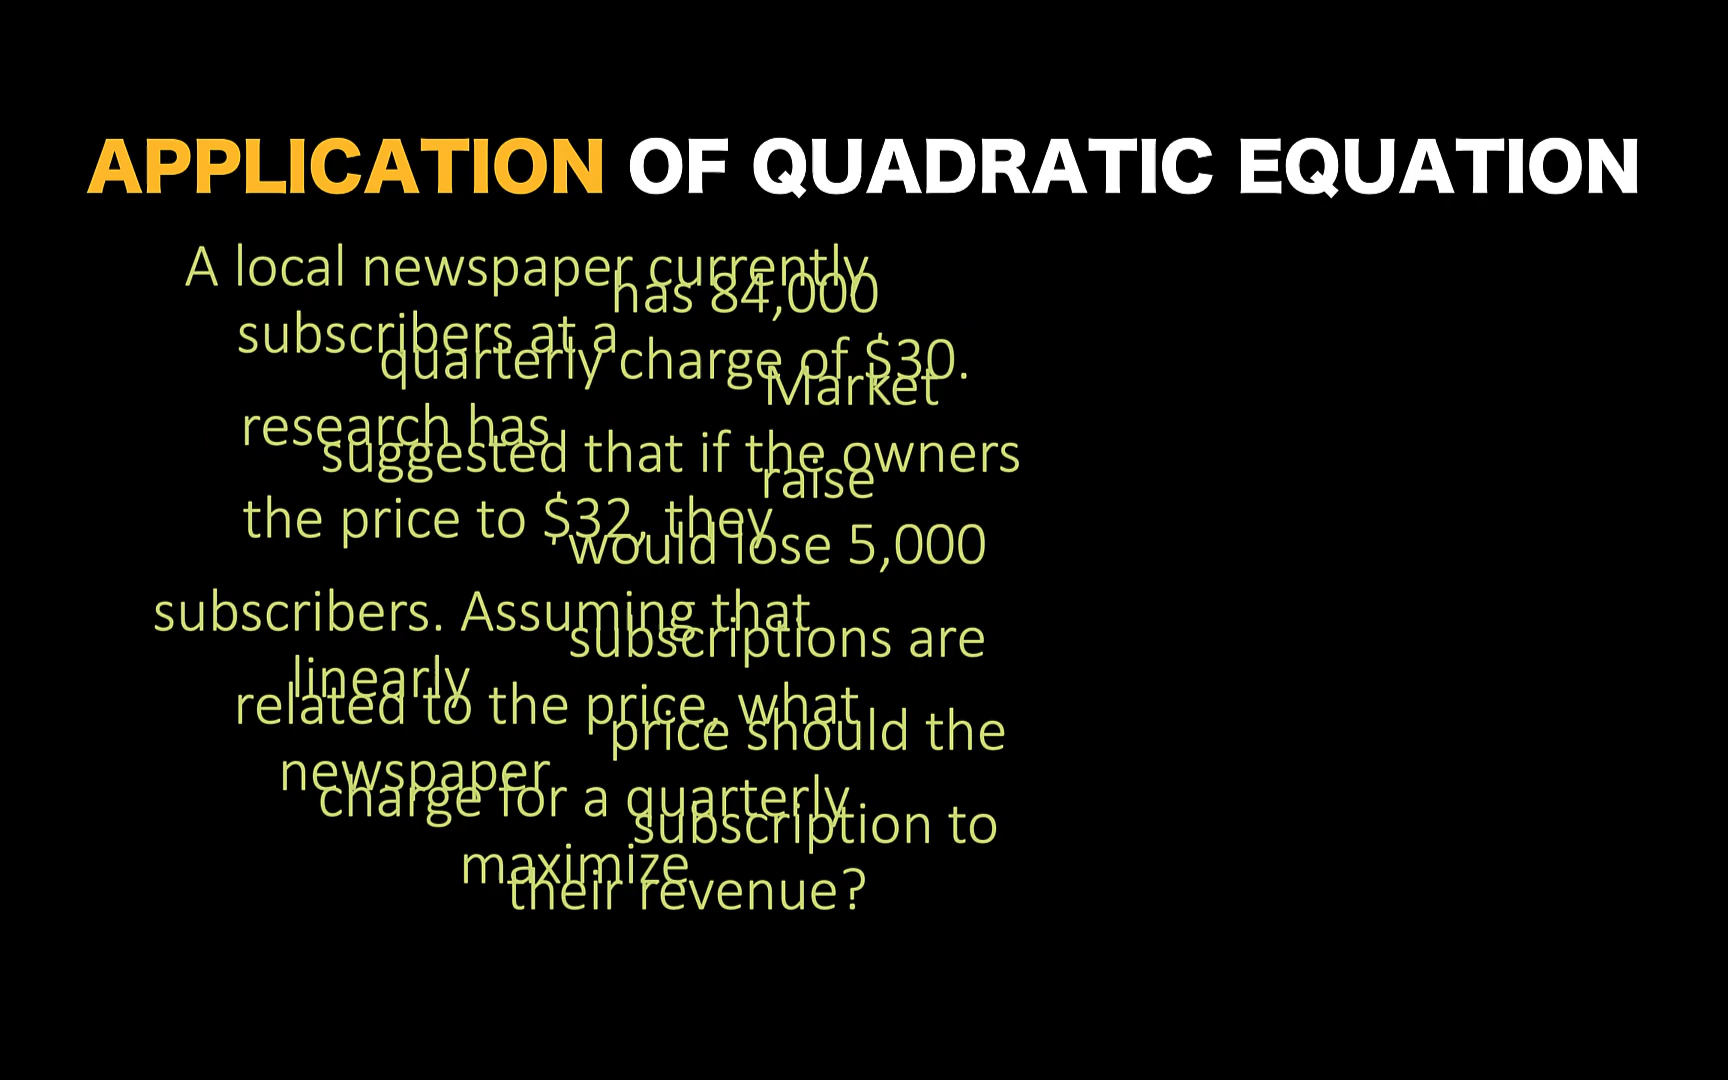 APPLICATION OF QUADRATIC EQUATION
A local newspaper currently
has 84,000
subscribers at a
quarterly charge of $30.
Market
research has
suggested that if the owners
raise
the price to $32, they
would lose 5,000
subscribers. Assuming that
subscriptions are
linearly
related to the price, what
price should the
newspaper
charge for a quarterly
subscription to
maximize
their revenue?